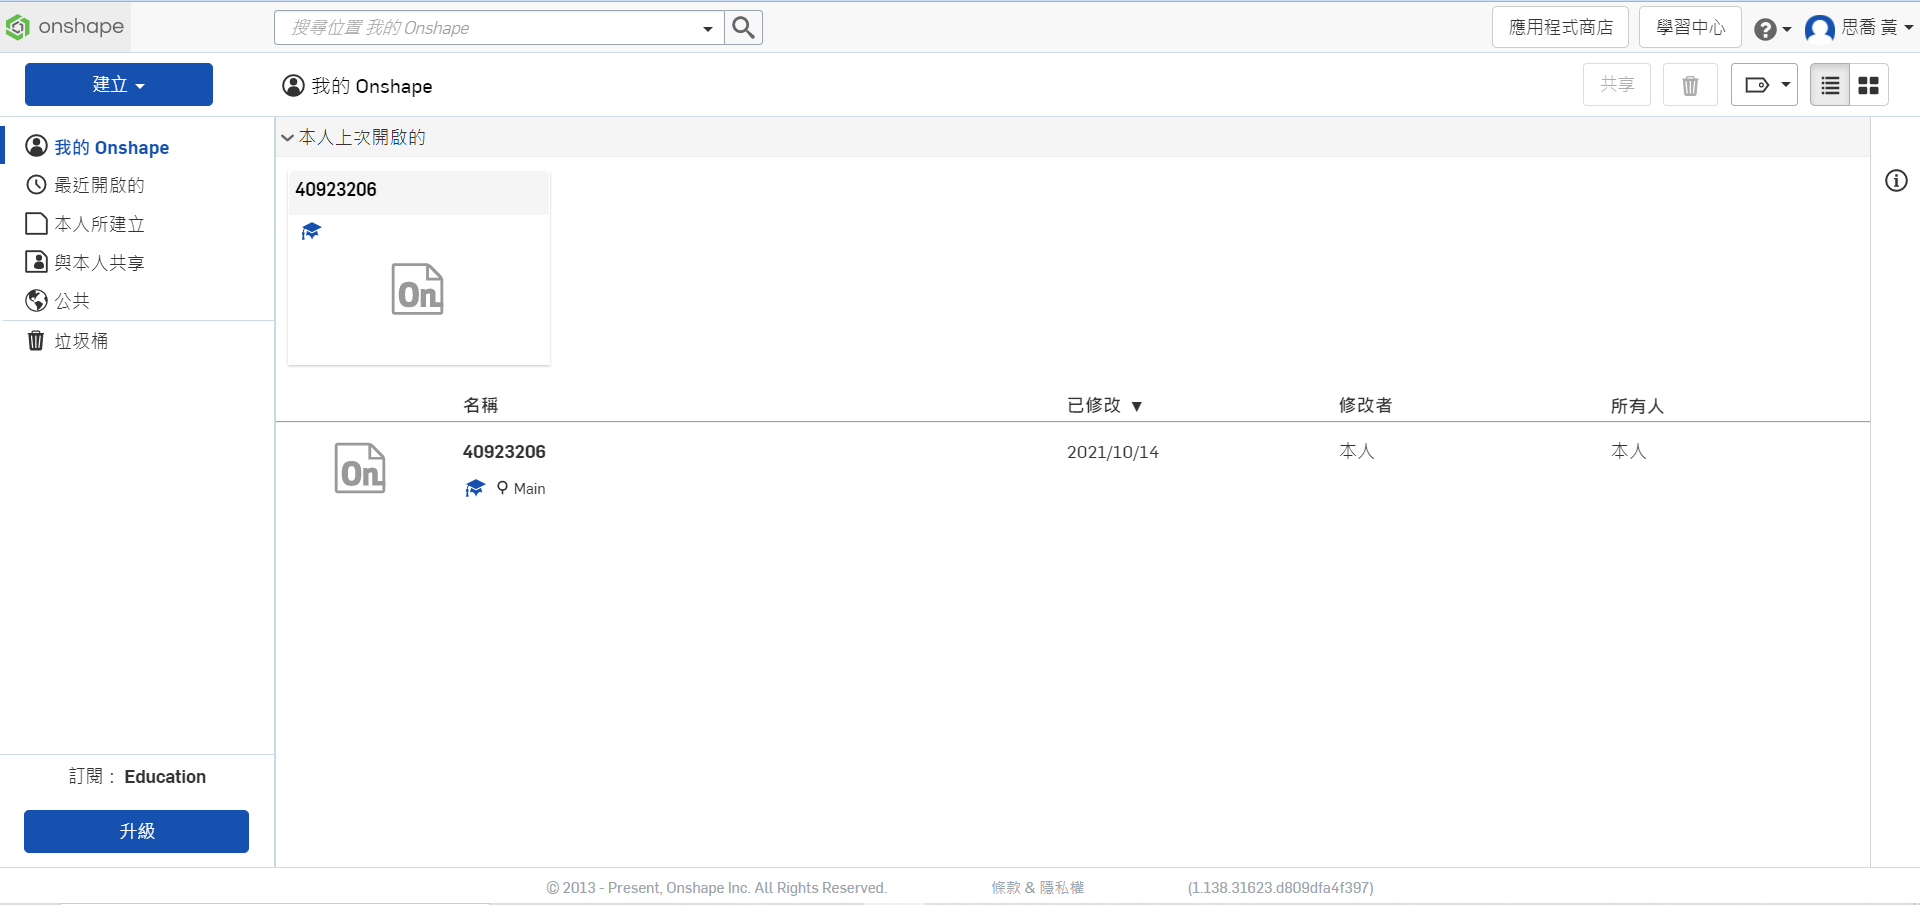 onshape
搜尋位置 我的 Onshape
應用程式商店
學習中心
思喬 黃
建立
我的 Onshape
共享
我的 Onshape
最近開啟的
本人所建立
與本人共享
公共
垃圾桶
本人上次開啟的
40923206
On
名稱 已修改 ▼ 修改者 所有人
On
40923206 2021/10/14 本人 本人
Main
訂閱： Education
升級
© 2013 - Present, Onshape Inc. All Rights Reserved. 條款 & 隱私權 (1.138.31623.d809dfa4f397)